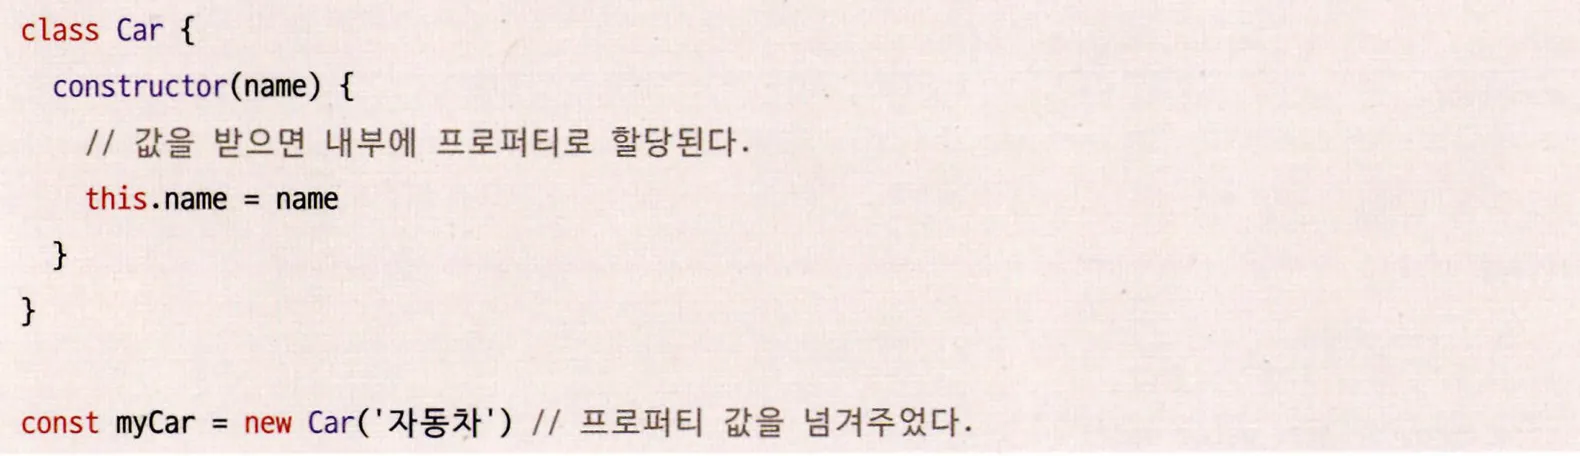 class Car {
  constructor(name) {
    // 값을 받으면 내부에 프로퍼티로 할당된다.
    this.name = name
  }
}

const myCar = new Car('자동차') // 프로퍼티 값을 넘겨주었다.